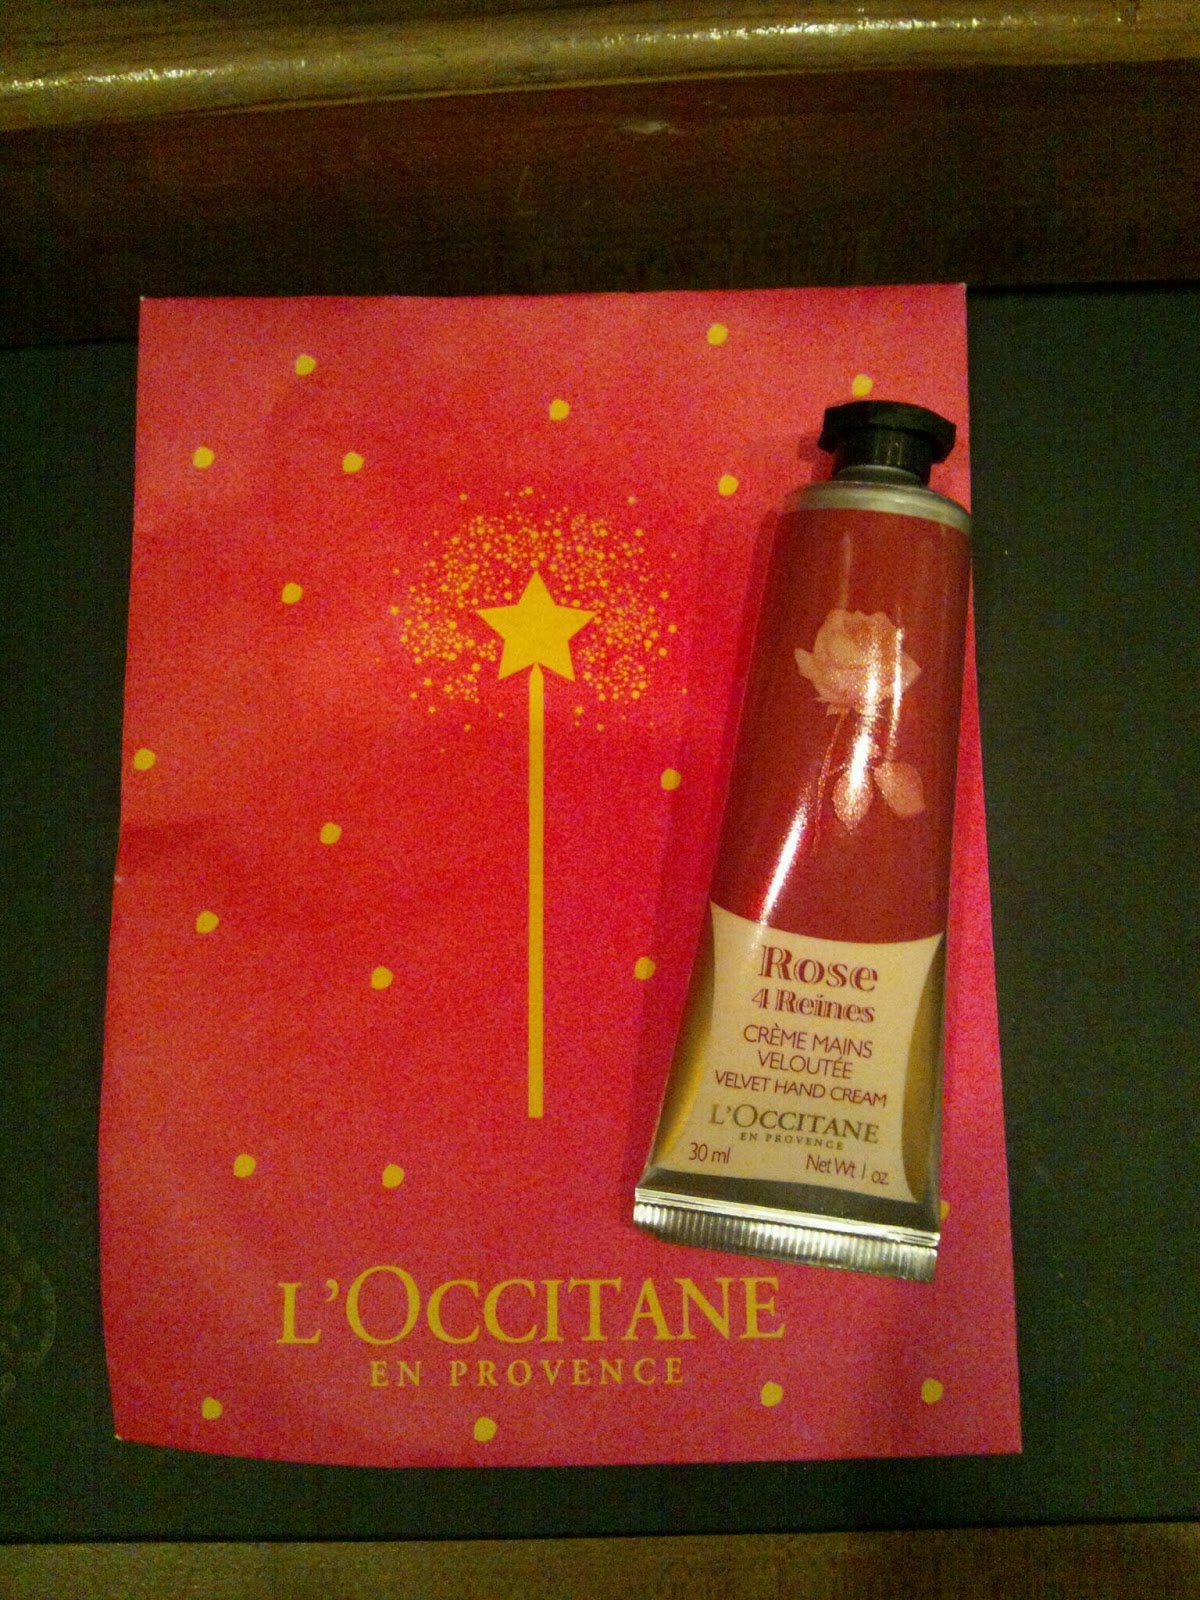 Rose
4 Reines
CRÈME MAINS
VELOUTÉE
VELVET HAND CREAM
L'OCCITANE
EN PROVENCE
30 ml Net Wt 1 oz
L'OCCITANE
EN PROVENCE